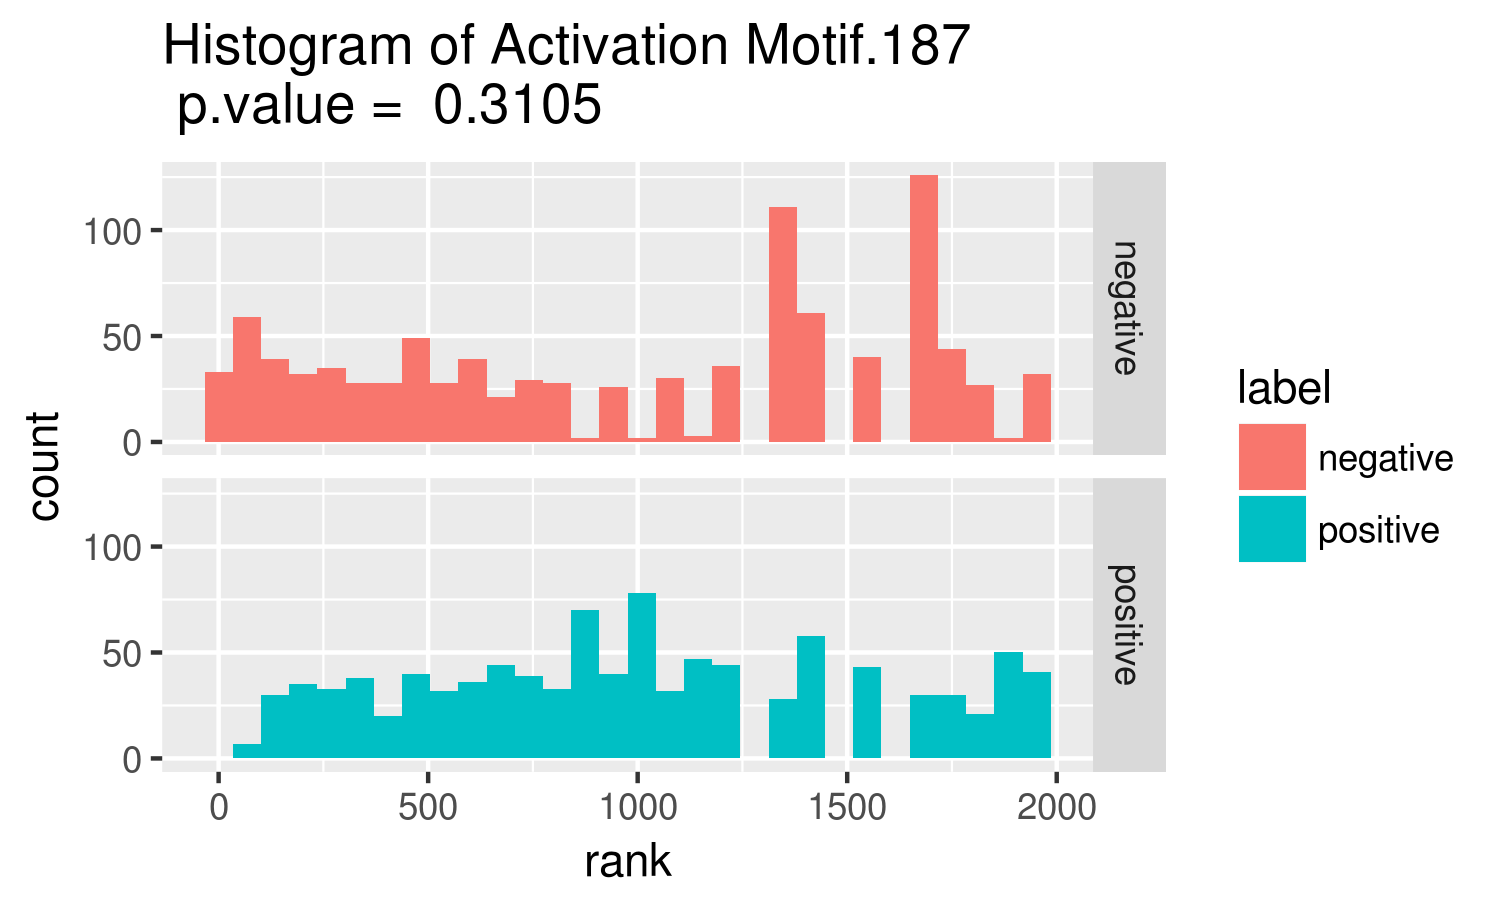 Histogram of Activation Motif.187
p.value = 0.3105
100
50
0
negative
100
50
0
positive
0 500 1000 1500 2000
rank
count
label
negative
positive